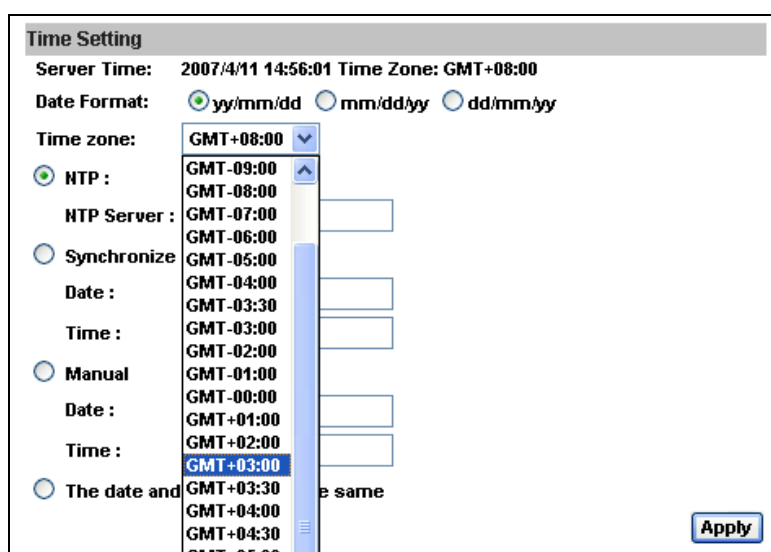 Time Setting
Server Time: 2007/4/11 14:56:01 Time Zone: GMT+08:00
Date Format: yy/mm/dd mm/dd/yy dd/mm/yy
Time zone: GMT+08:00
GMT-09:00
NTP :
GMT-08:00
NTP Server : GMT-07:00
GMT-06:00
Synchronize GMT-05:00
Date : GMT-04:00
GMT-03:30
Time : GMT-03:00
GMT-02:00
Manual GMT-01:00
GMT-00:00
Date : GMT+01:00
Time : GMT+02:00
GMT+03:00
The date and GMT+03:30 e same
GMT+04:00
GMT+04:30
Apply